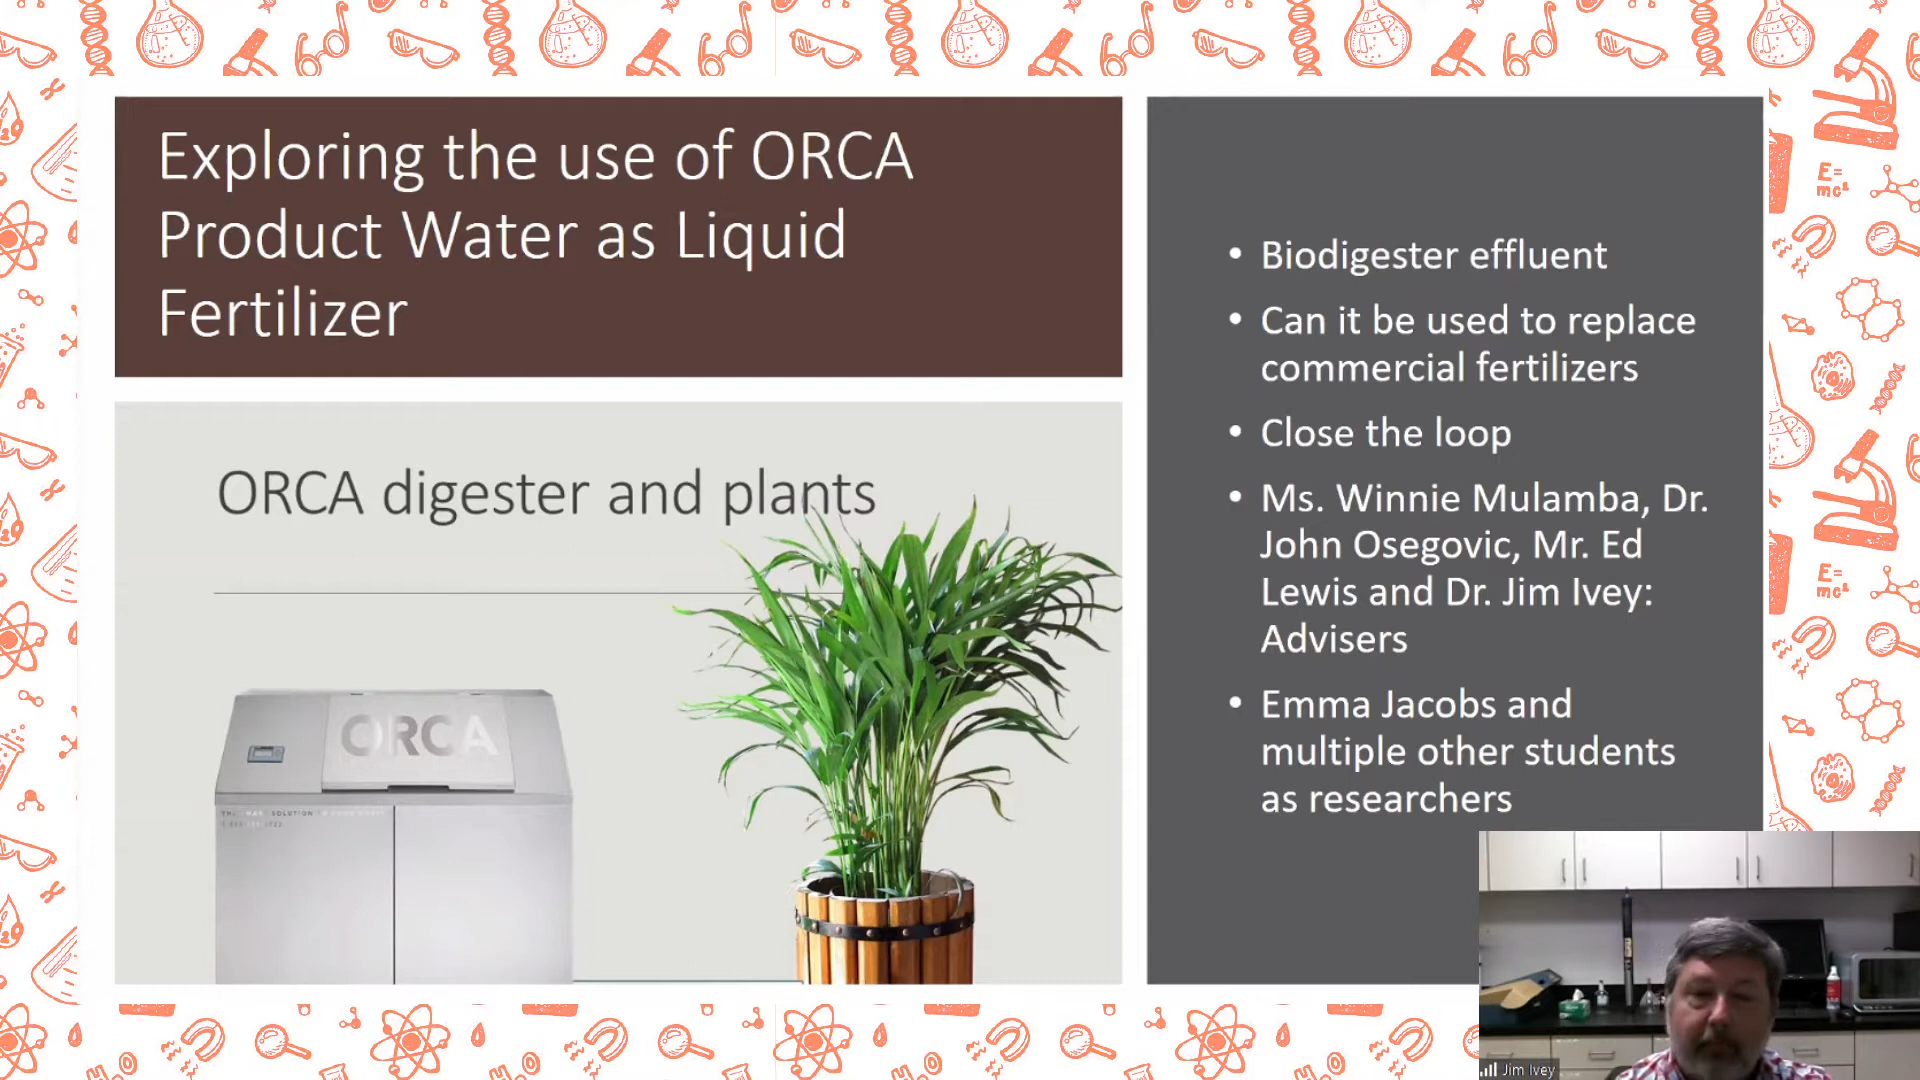 Exploring the use of ORCA
Product Water as Liquid
Fertilizer
ORCA digester and plants
ORCA
SOLUTION
• Biodigester effluent
• Can it be used to replace
commercial fertilizers
• Close the loop
• Ms. Winnie Mulamba, Dr.
John Osegovic, Mr. Ed
Lewis and Dr. Jim Ivey:
Advisers
• Emma Jacobs and
multiple other students
as researchers
E=
mc²
E=
mc²
Jim Ivey